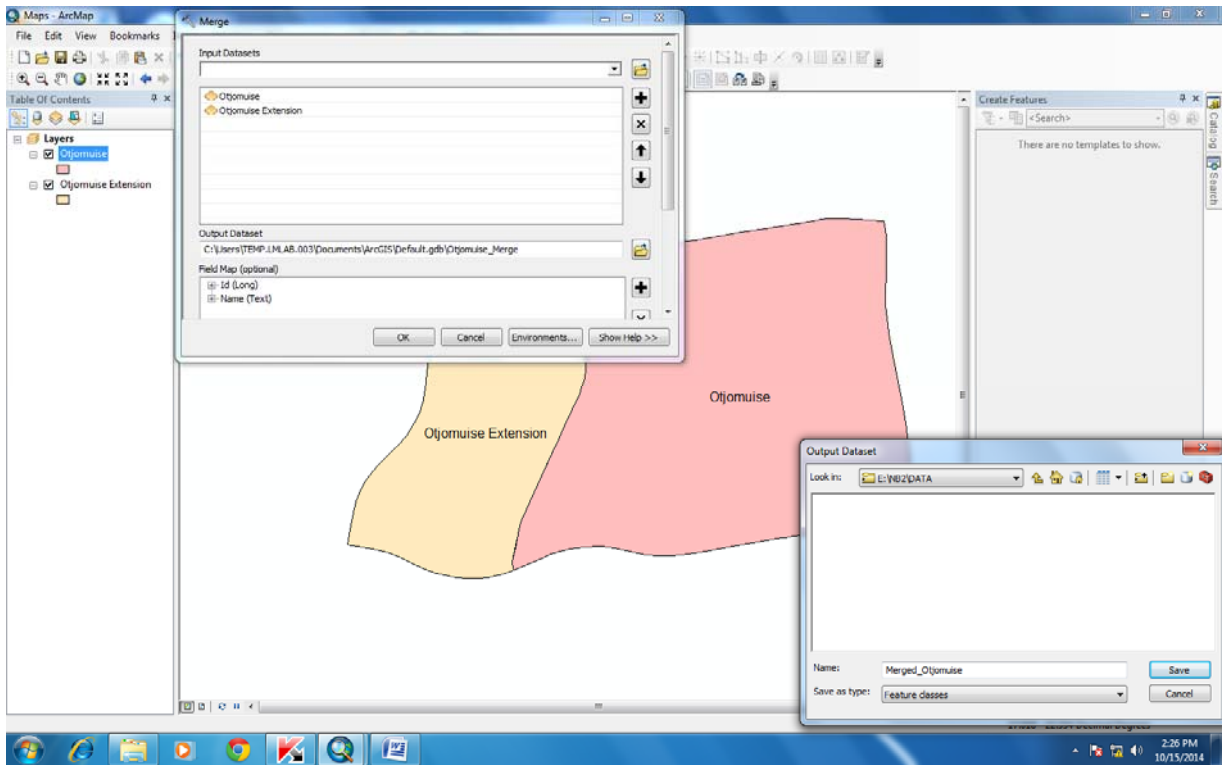 Maps - ArcMap
File Edit View Bookmarks
Table Of Contents
Layers
Otjomuise
Otjomuise Extension
Merge
Input Datasets
Otjomuise
Otjomuise Extension
Output Dataset
C:\Users\TEMP.LMLAB.003\Documents\ArcGIS\Default.gdb\Otjomuise_Merge
Field Map (optional)
Id (Long)
Name (Text)
OK Cancel Environments... Show Help >>
Otjomuise
Otjomuise Extension
Create Features
<Search>
There are no templates to show.
Catalog
Search
Output Dataset
Look in: E:\NB2\DATA
Name: Merged_Otjomuise Save
Save as type: Feature classes Cancel
2:26 PM
10/15/2014